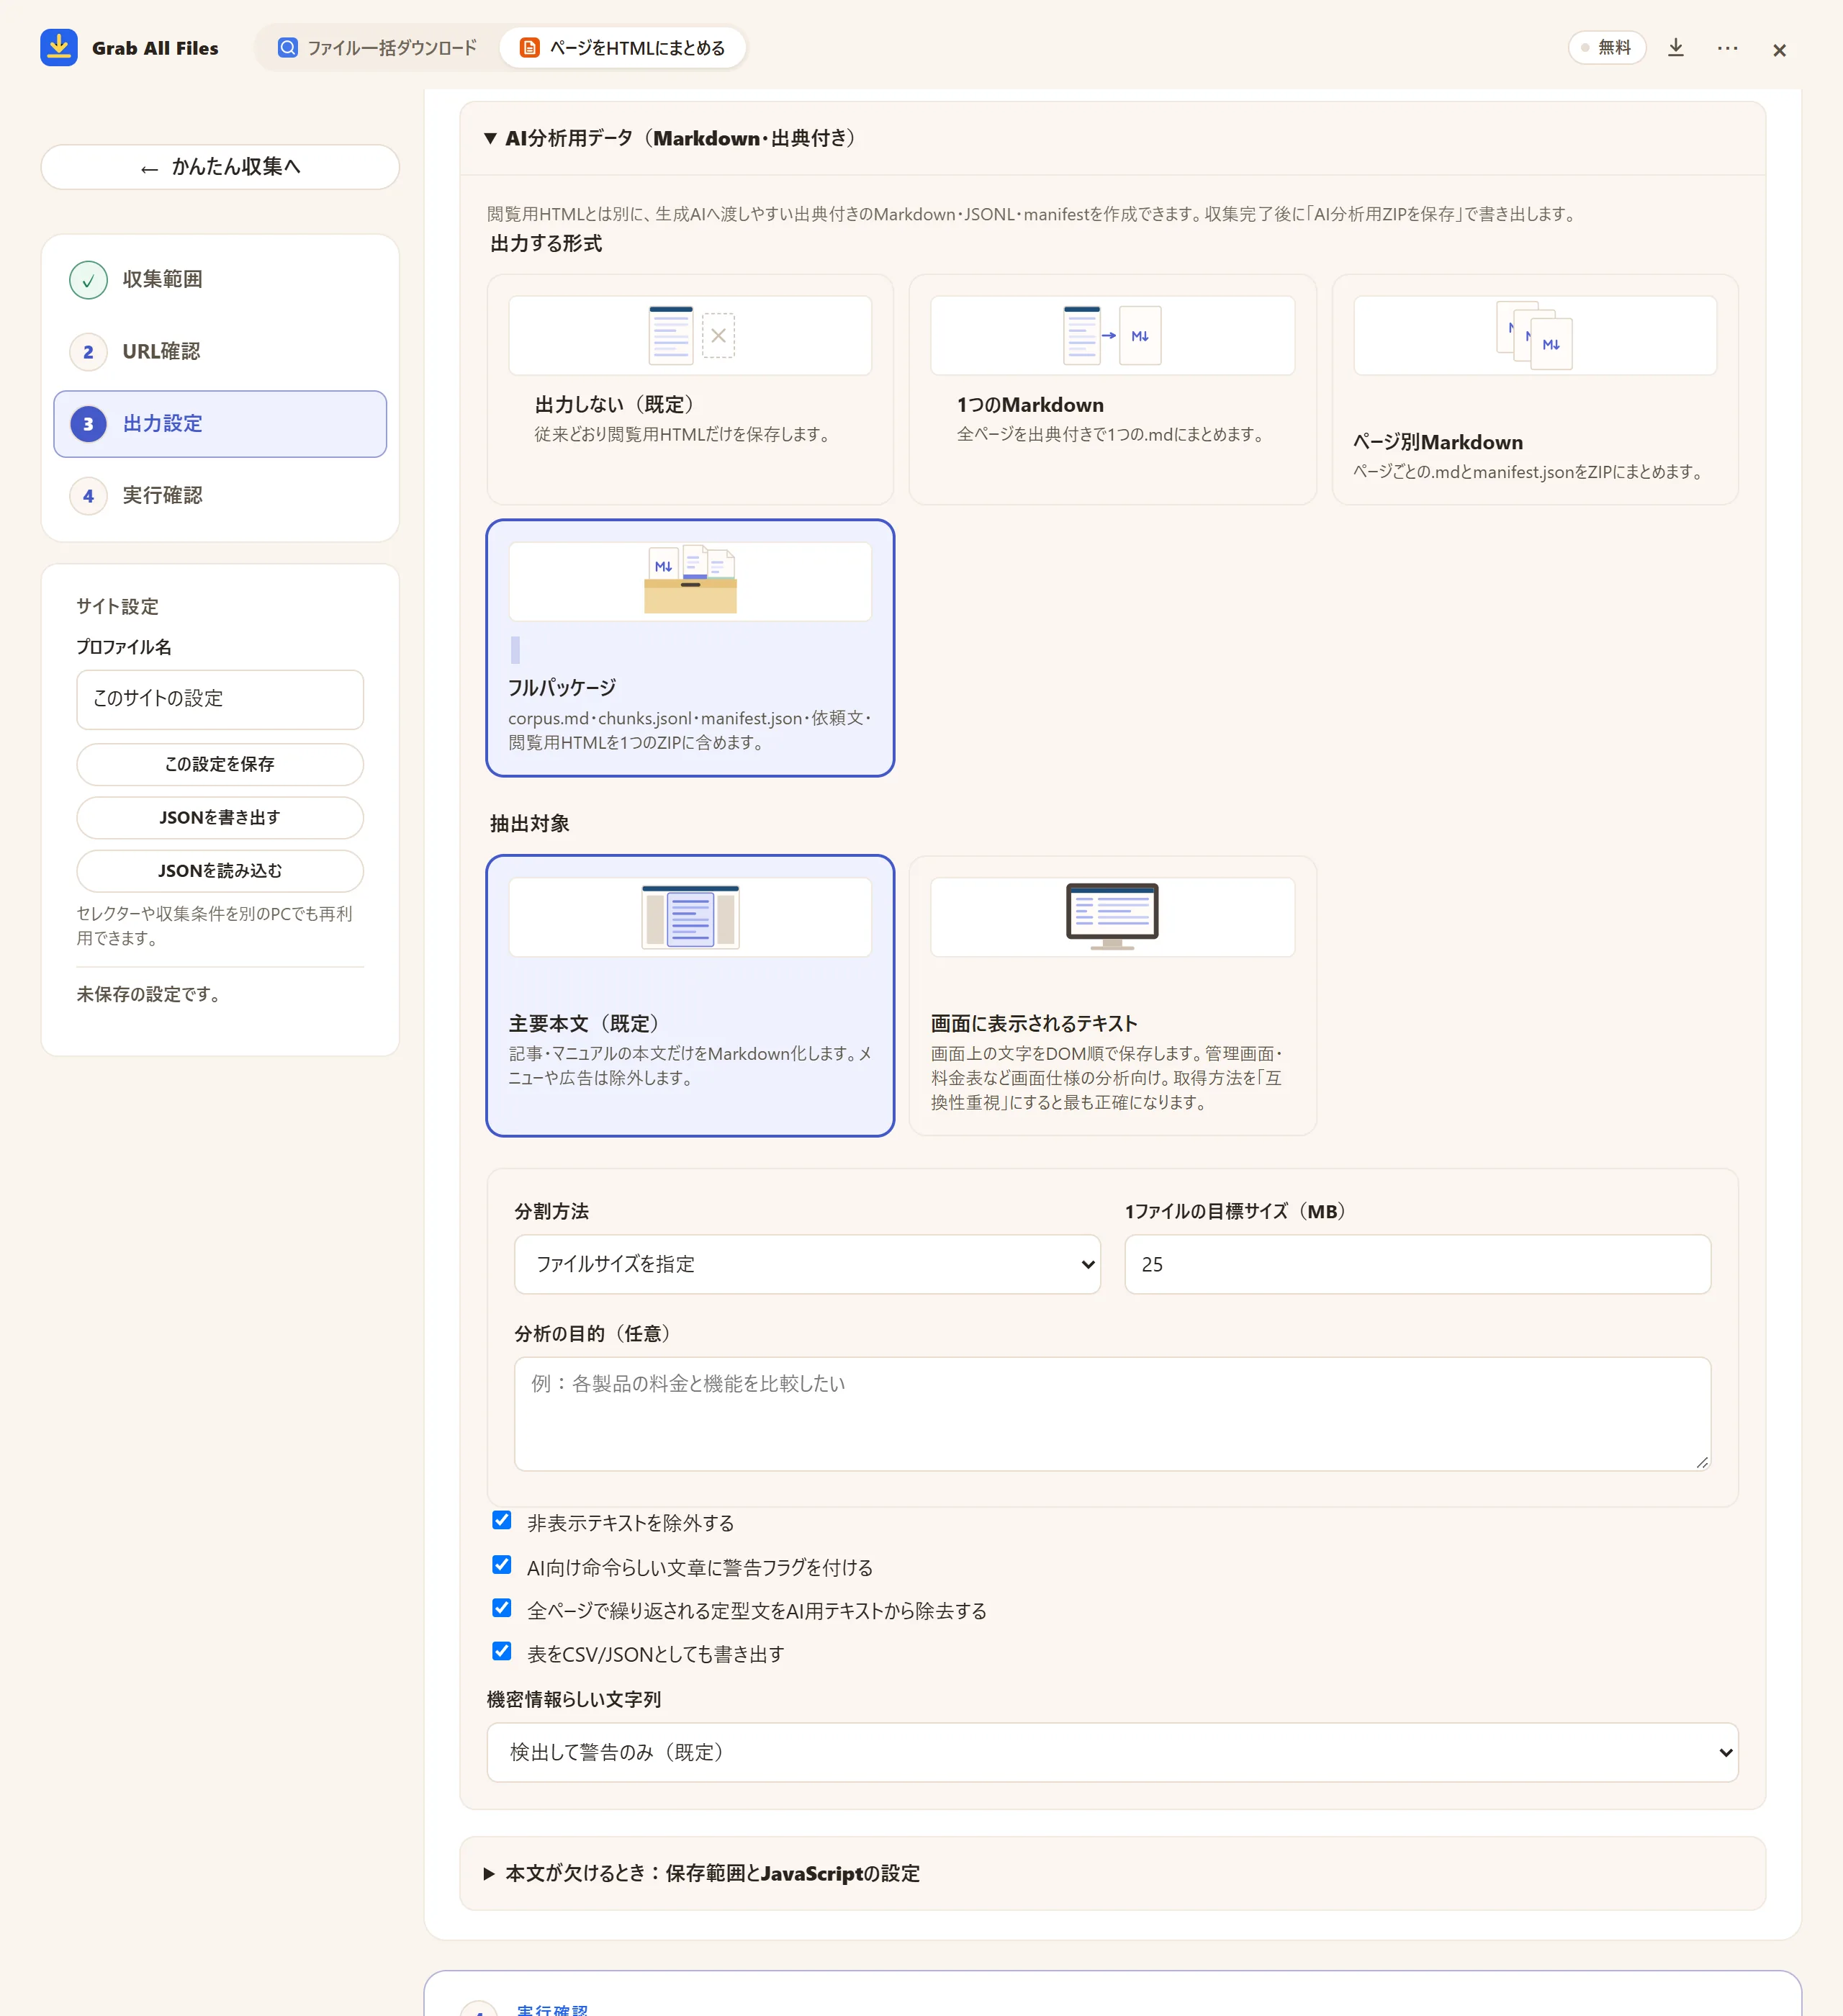 Grab All Files
ファイル一括ダウンロード
ページをHTMLにまとめる
無料
← かんたん収集へ
収集範囲
2 URL確認
3 出力設定
4 実行確認
サイト設定
プロファイル名
このサイトの設定
この設定を保存
JSONを書き出す
JSONを読み込む
セレクターや収集条件を別のPCでも再利
用できます。
未保存の設定です。
▼ AI分析用データ（Markdown・出典付き）
閲覧用HTMLとは別に、生成AIへ渡しやすい出典付きのMarkdown・JSONL・manifestを作成できます。収集完了後に「AI分析用ZIPを保存」で書き出します。
出力する形式
出力しない（既定）
従来どおり閲覧用HTMLだけを保存します。
M↓
1つのMarkdown
全ページを出典付きで1つの.mdにまとめます。
M↓
ページ別Markdown
ページごとの.mdとmanifest.jsonをZIPにまとめます。
M↓
フルパッケージ
corpus.md・chunks.jsonl・manifest.json・依頼文・
閲覧用HTMLを1つのZIPに含めます。
抽出対象
主要本文（既定）
記事・マニュアルの本文だけをMarkdown化します。メ
ニューや広告は除外します。
画面に表示されるテキスト
画面上の文字をDOM順で保存します。管理画面・
料金表など画面仕様の分析向け。取得方法を「互
換性重視」にすると最も正確になります。
分割方法
ファイルサイズを指定
1ファイルの目標サイズ（MB）
25
分析の目的（任意）
例：各製品の料金と機能を比較したい
非表示テキストを除外する
AI向け命令らしい文章に警告フラグを付ける
全ページで繰り返される定型文をAI用テキストから除去する
表をCSV/JSONとしても書き出す
機密情報らしい文字列
検出して警告のみ（既定）
▶ 本文が欠けるとき：保存範囲とJavaScriptの設定
実行確認